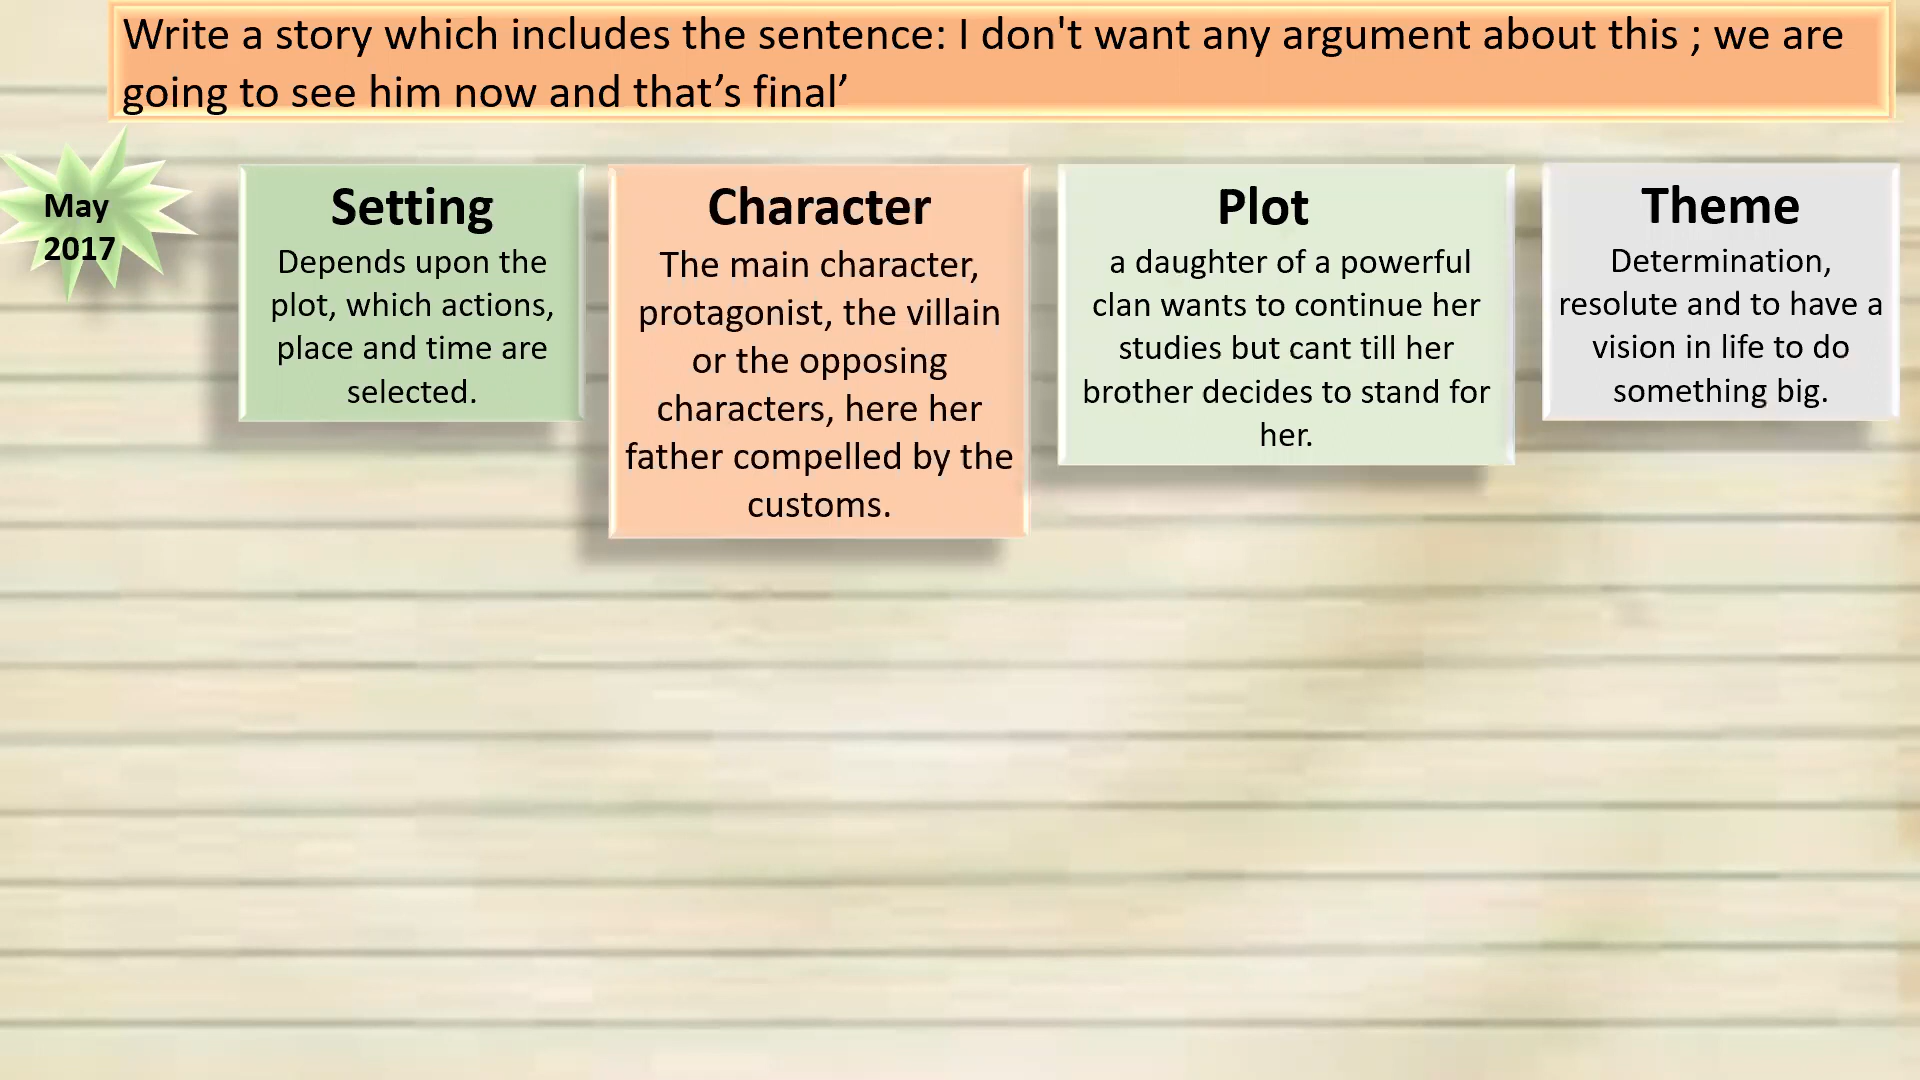 Write a story which includes the sentence: I don't want any argument about this ; we are
going to see him now and that’s final’
May
2017
Setting
Depends upon the
plot, which actions,
place and time are
selected.
Character
The main character,
protagonist, the villain
or the opposing
characters, here her
father compelled by the
customs.
Plot
a daughter of a powerful
clan wants to continue her
studies but cant till her
brother decides to stand for
her.
Theme
Determination,
resolute and to have a
vision in life to do
something big.